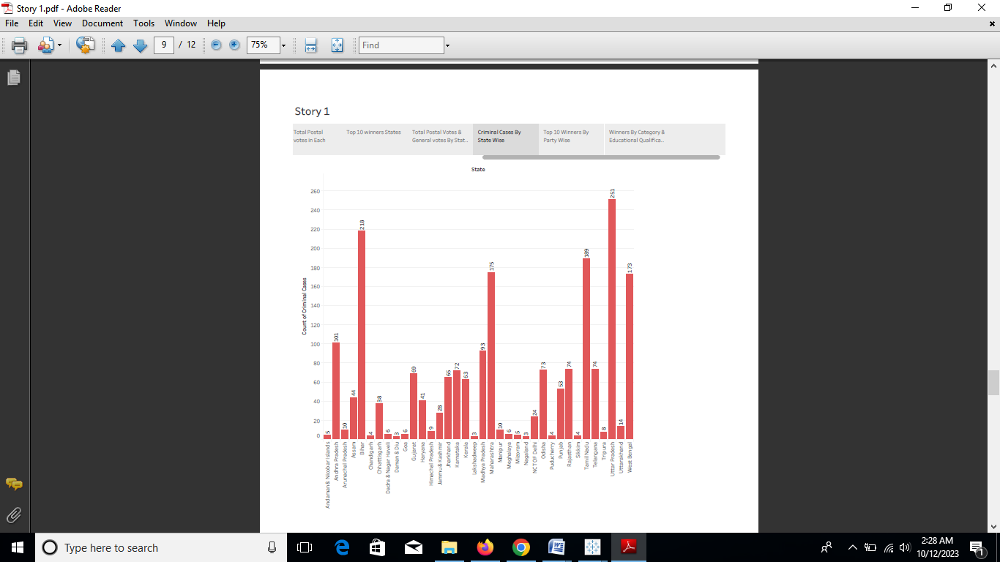 Story 1.pdf - Adobe Reader
File Edit View Document Tools Window Help
9 / 12 75% Find
Story 1
Total Postal
votes in Each
Top 10 winners States
Total Postal Votes &
General votes By Stat..
Criminal Cases By
State Wise
Top 10 Winners By
Party Wise
Winners By Category &
Educational Qualifica..
State
Count of Criminal Cases
260
240
220
200
180
160
140
120
100
80
60
40
20
0
5 101 10 44 218 4 38 6 3 6 69 41 9 28 65 72 63 3 93 175 10 6 5 3 24 73 4 53 74 4 189 74 8 251 14 173
Andaman & Nicobar Islands
Andhra Pradesh
Arunachal Pradesh
Assam
Bihar
Chandigarh
Chhattisgarh
Dadra & Nagar Haveli
Daman & Diu
Goa
Gujarat
Haryana
Himachal Pradesh
Jammu & Kashmir
Jharkhand
Karnataka
Kerala
Lakshadweep
Madhya Pradesh
Maharashtra
Manipur
Meghalaya
Mizoram
Nagaland
NCT OF Delhi
Odisha
Puducherry
Punjab
Rajasthan
Sikkim
Tamil Nadu
Telangana
Tripura
Uttar Pradesh
Uttarakhand
West Bengal
Type here to search
2:28 AM
10/12/2023
1